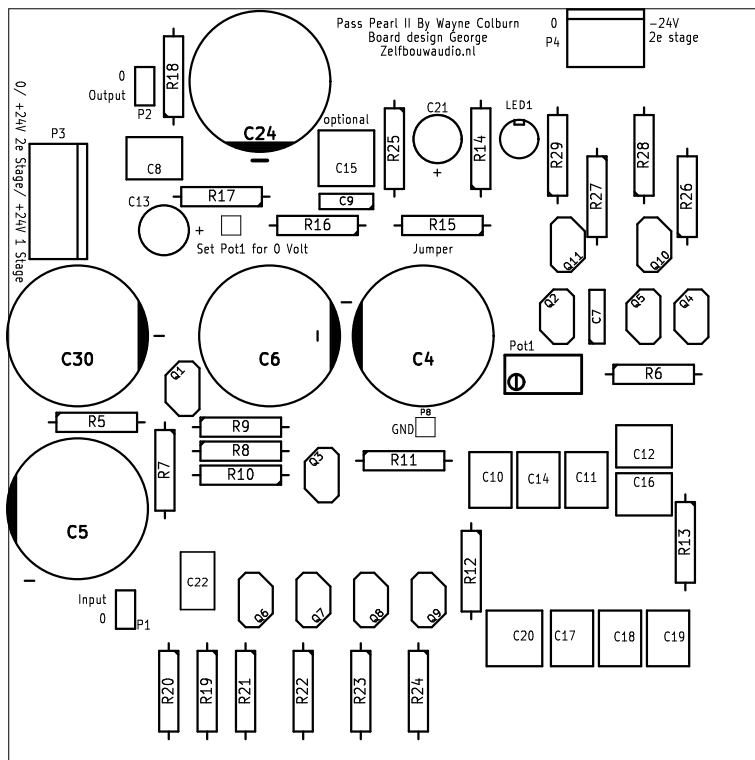 Pass Pearl II By Wayne Colburn
Board design George
Zelfbouwaudio.nl
0
-24V
P4
2e stage
0/ +24V 2e Stage/ +24V 1 Stage
0
Output
P2
R18
C24
optional
C21
LED1
P3
C8
C15
R25
+
R14
R29
R28
R27
R26
R17
C9
C13
+
R16
R15
Set Pot1 for 0 Volt
Jumper
Q11
Q10
C30
C6
C4
Q2
C7
Q5
Q4
Pot1
Q1
R6
R5
R9
P8
GND
R8
R7
R10
Q3
R11
C10
C14
C11
C12
C16
C5
R12
R13
C22
Input
0
P1
Q6
Q7
Q8
Q9
C20
C17
C18
C19
R20
R19
R21
R22
R23
R24